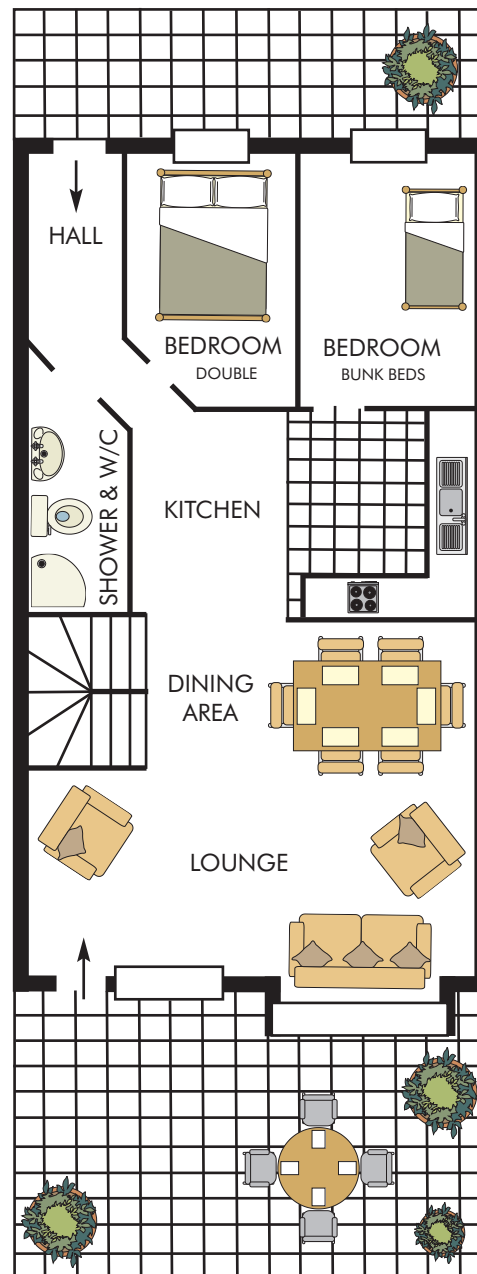 HALL
BEDROOM
DOUBLE
BEDROOM
BUNK BEDS
SHOWER & W/C
KITCHEN
DINING
AREA
LOUNGE